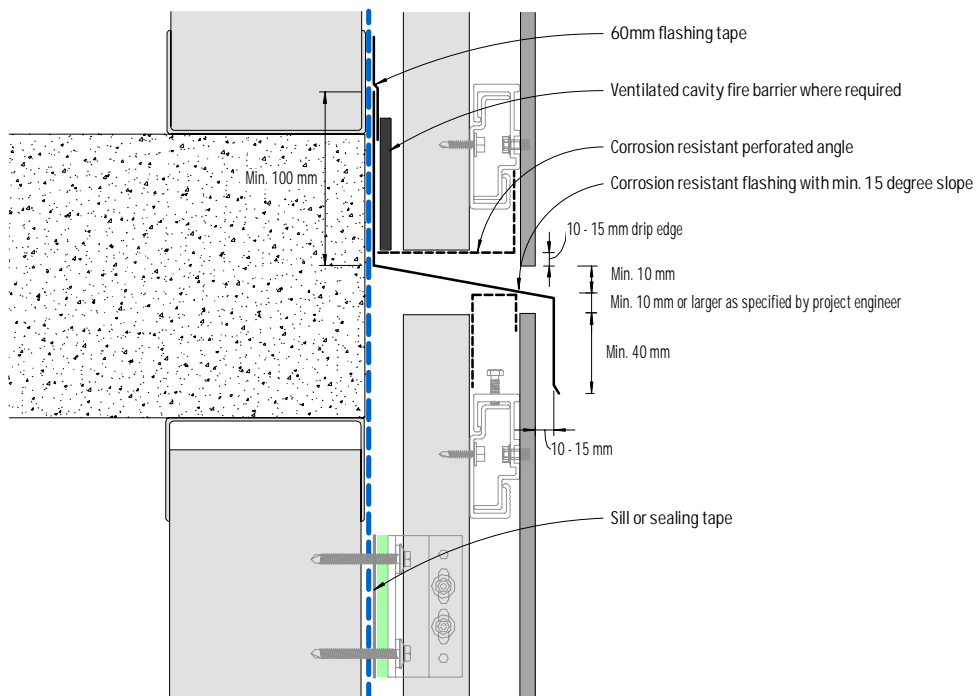 60mm flashing tape
Ventilated cavity fire barrier where required
Min. 100 mm
Corrosion resistant perforated angle
Corrosion resistant flashing with min. 15 degree slope
10 - 15 mm drip edge
Min. 10 mm
Min. 10 mm or larger as specified by project engineer
Min. 40 mm
10 - 15 mm
Sill or sealing tape